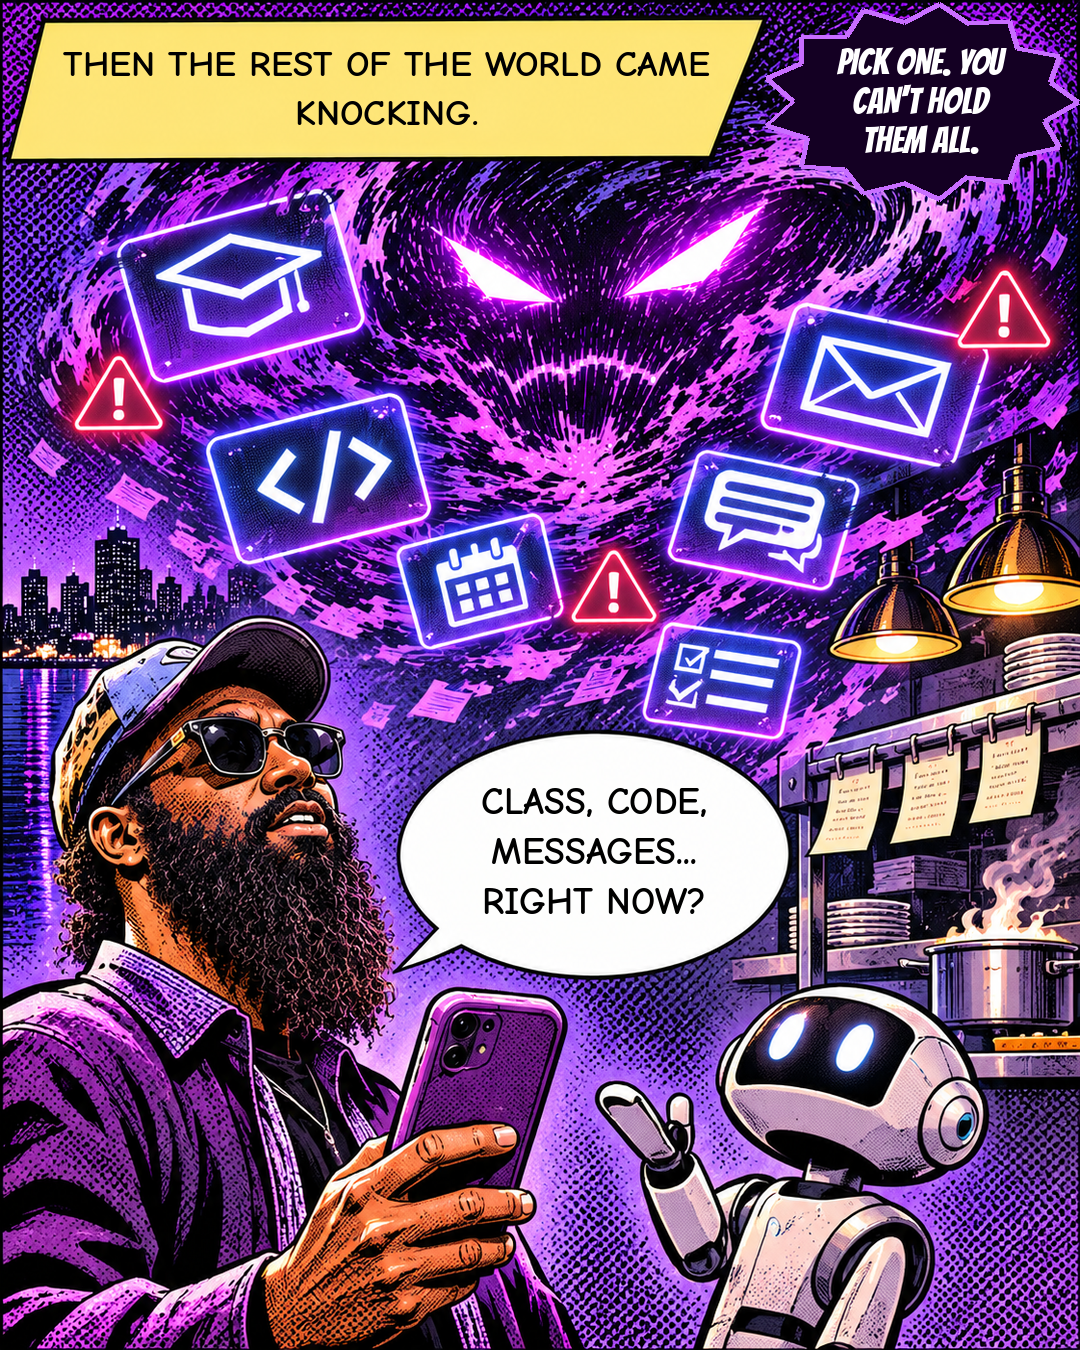 THEN THE REST OF THE WORLD CAME
KNOCKING.
PICK ONE. YOU
CAN'T HOLD
THEM ALL.
</>
CLASS, CODE,
MESSAGES...
RIGHT NOW?